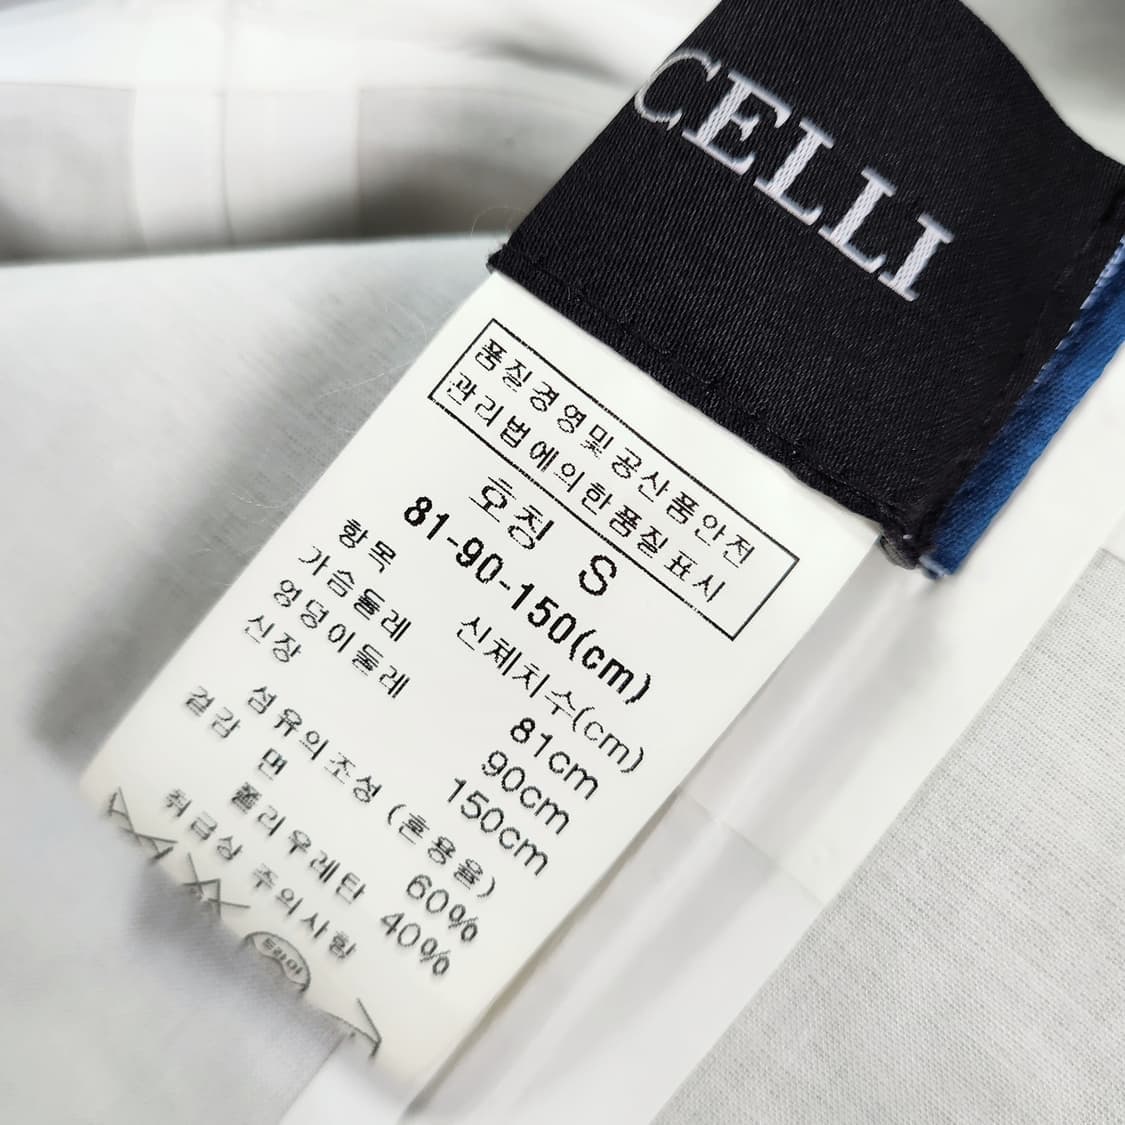 CELLI
품질경영및공산품안전
관리법에의한품질표시
호칭 S
81-90-150(cm)
항목 신체치수(cm)
가슴둘레 81cm
엉덩이둘레 90cm
신장 150cm
섬유의조성 (혼용율)
겉감 면 60%
폴리우레탄 40%
취급상 주의사항
드라이